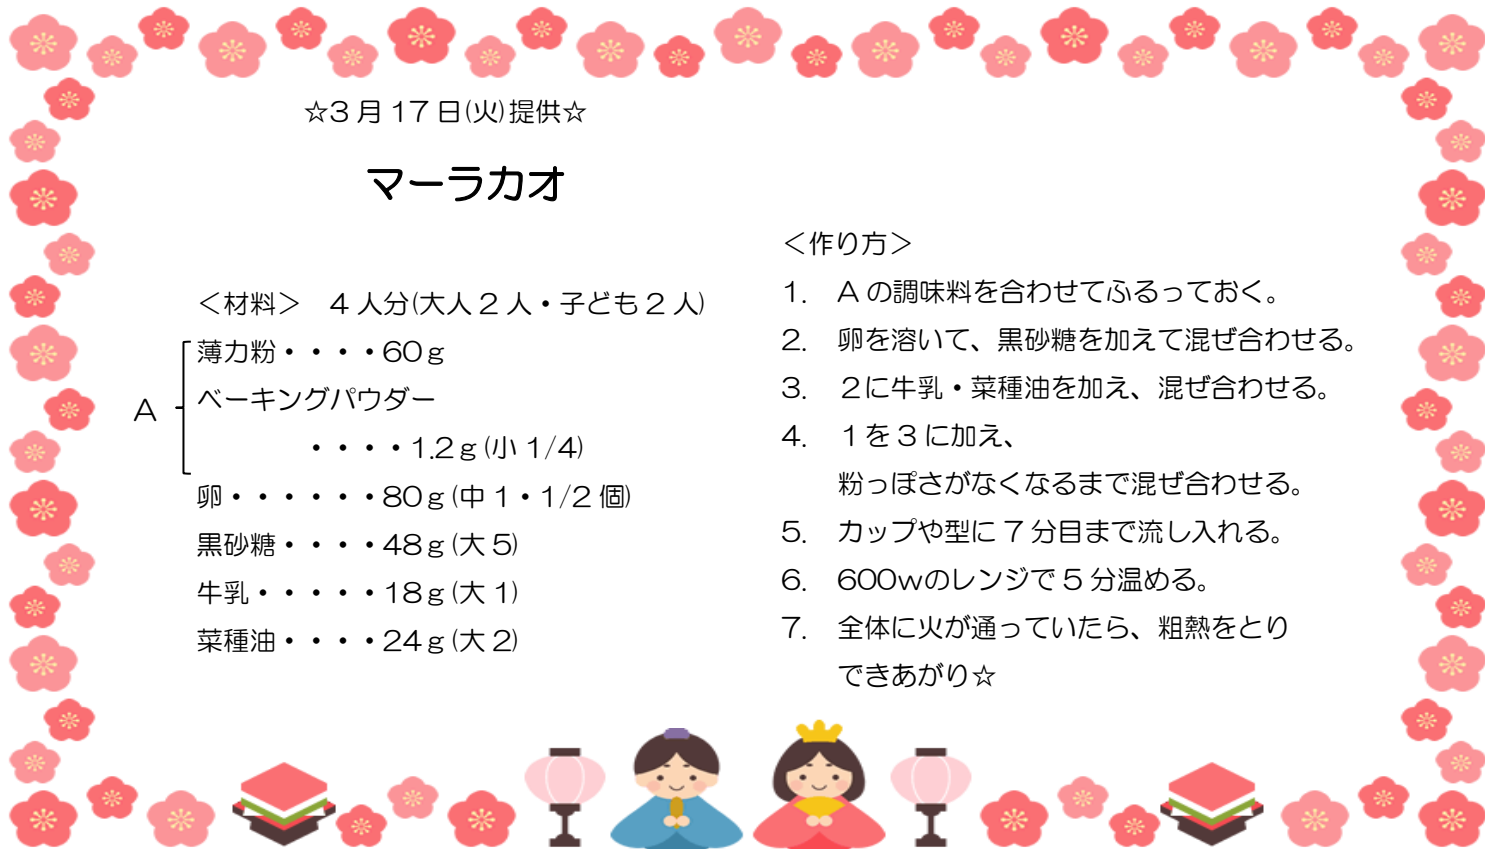 ☆3月17日(火)提供☆
マーラカオ
＜材料＞　4人分(大人2人・子ども2人)
A
薄力粉・・・・60g
ベーキングパウダー
・・・・1.2g(小1/4)
卵・・・・・・80g(中1・1/2個)
黒砂糖・・・・48g(大5)
牛乳・・・・・18g(大1)
菜種油・・・・24g(大2)
＜作り方＞
1.　Aの調味料を合わせてふるっておく。
2.　卵を溶いて、黒砂糖を加えて混ぜ合わせる。
3.　2に牛乳・菜種油を加え、混ぜ合わせる。
4.　1を3に加え、
粉っぽさがなくなるまで混ぜ合わせる。
5.　カップや型に7分目まで流し入れる。
6.　600wのレンジで5分温める。
7.　全体に火が通っていたら、粗熱をとり
できあがり☆